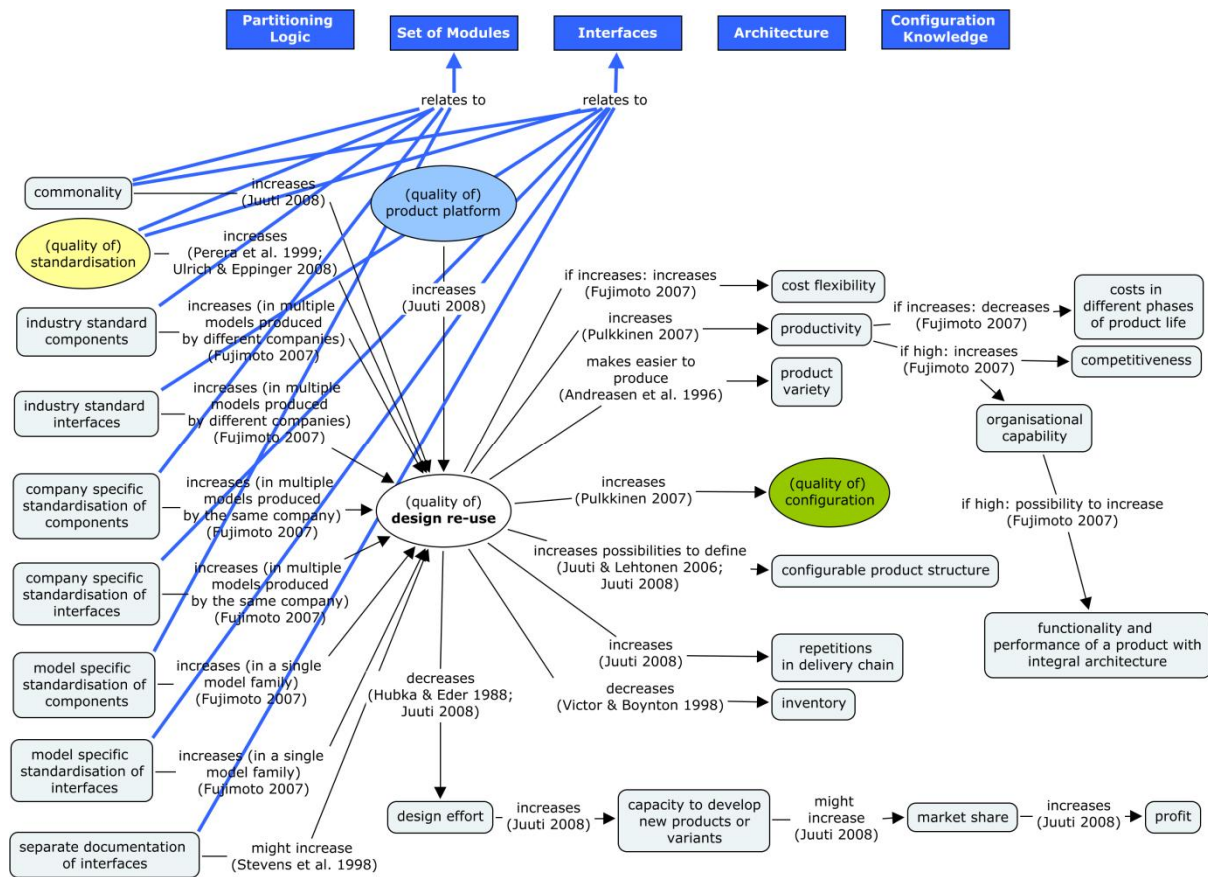 Partitioning
Logic
Set of Modules
Interfaces
Architecture
Configuration
Knowledge
relates to
relates to
commonality
increases
(Juuti 2008)
(quality of)
product platform
(quality of)
standardisation
increases
(Perera et al. 1999;
Ulrich & Eppinger 2008)
increases
(Juuti 2008)
industry standard
components
increases (in multiple
models produced
by different companies)
(Fujimoto 2007)
industry standard
interfaces
increases (in multiple
models produced
by different companies)
(Fujimoto 2007)
company specific
standardisation of
components
increases (in multiple
models produced
by the same company)
(Fujimoto 2007)
company specific
standardisation of
interfaces
increases (in multiple
models produced
by the same company)
(Fujimoto 2007)
model specific
standardisation of
components
increases (in a single
model family)
(Fujimoto 2007)
model specific
standardisation of
interfaces
increases (in a single
model family)
(Fujimoto 2007)
separate documentation
of interfaces
might increase
(Stevens et al. 1998)
(quality of)
design re-use
if increases: increases
(Fujimoto 2007)
cost flexibility
increases
(Pulkkinen 2007)
productivity
if increases: decreases
(Fujimoto 2007)
costs in
different phases
of product life
if high: increases
(Fujimoto 2007)
competitiveness
makes easier to
produce
(Andreasen et al. 1996)
product
variety
organisational
capability
increases
(Pulkkinen 2007)
(quality of)
configuration
if high: possibility to increase
(Fujimoto 2007)
increases possibilities to define
(Juuti & Lehtonen 2006;
Juuti 2008)
configurable product structure
functionality and
performance of a product with
integral architecture
increases
(Juuti 2008)
repetitions
in delivery chain
decreases
(Victor & Boynton 1998)
inventory
decreases
(Hubka & Eder 1988;
Juuti 2008)
design effort
increases
(Juuti 2008)
capacity to develop
new products or
variants
might
increase
(Juuti 2008)
market share
increases
(Juuti 2008)
profit